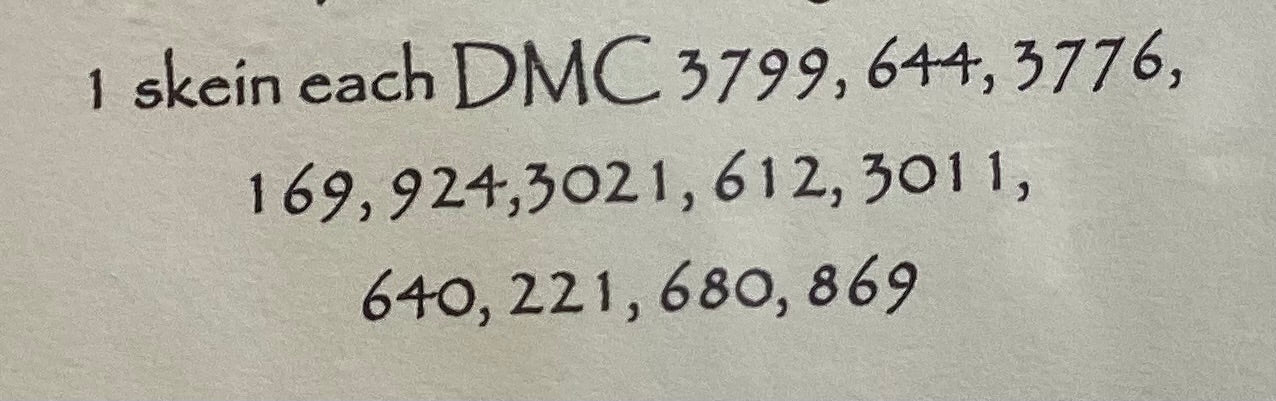 1 skein each DMC 3799, 644, 3776,
169, 924,3021, 612, 3011,
640, 221, 680, 869